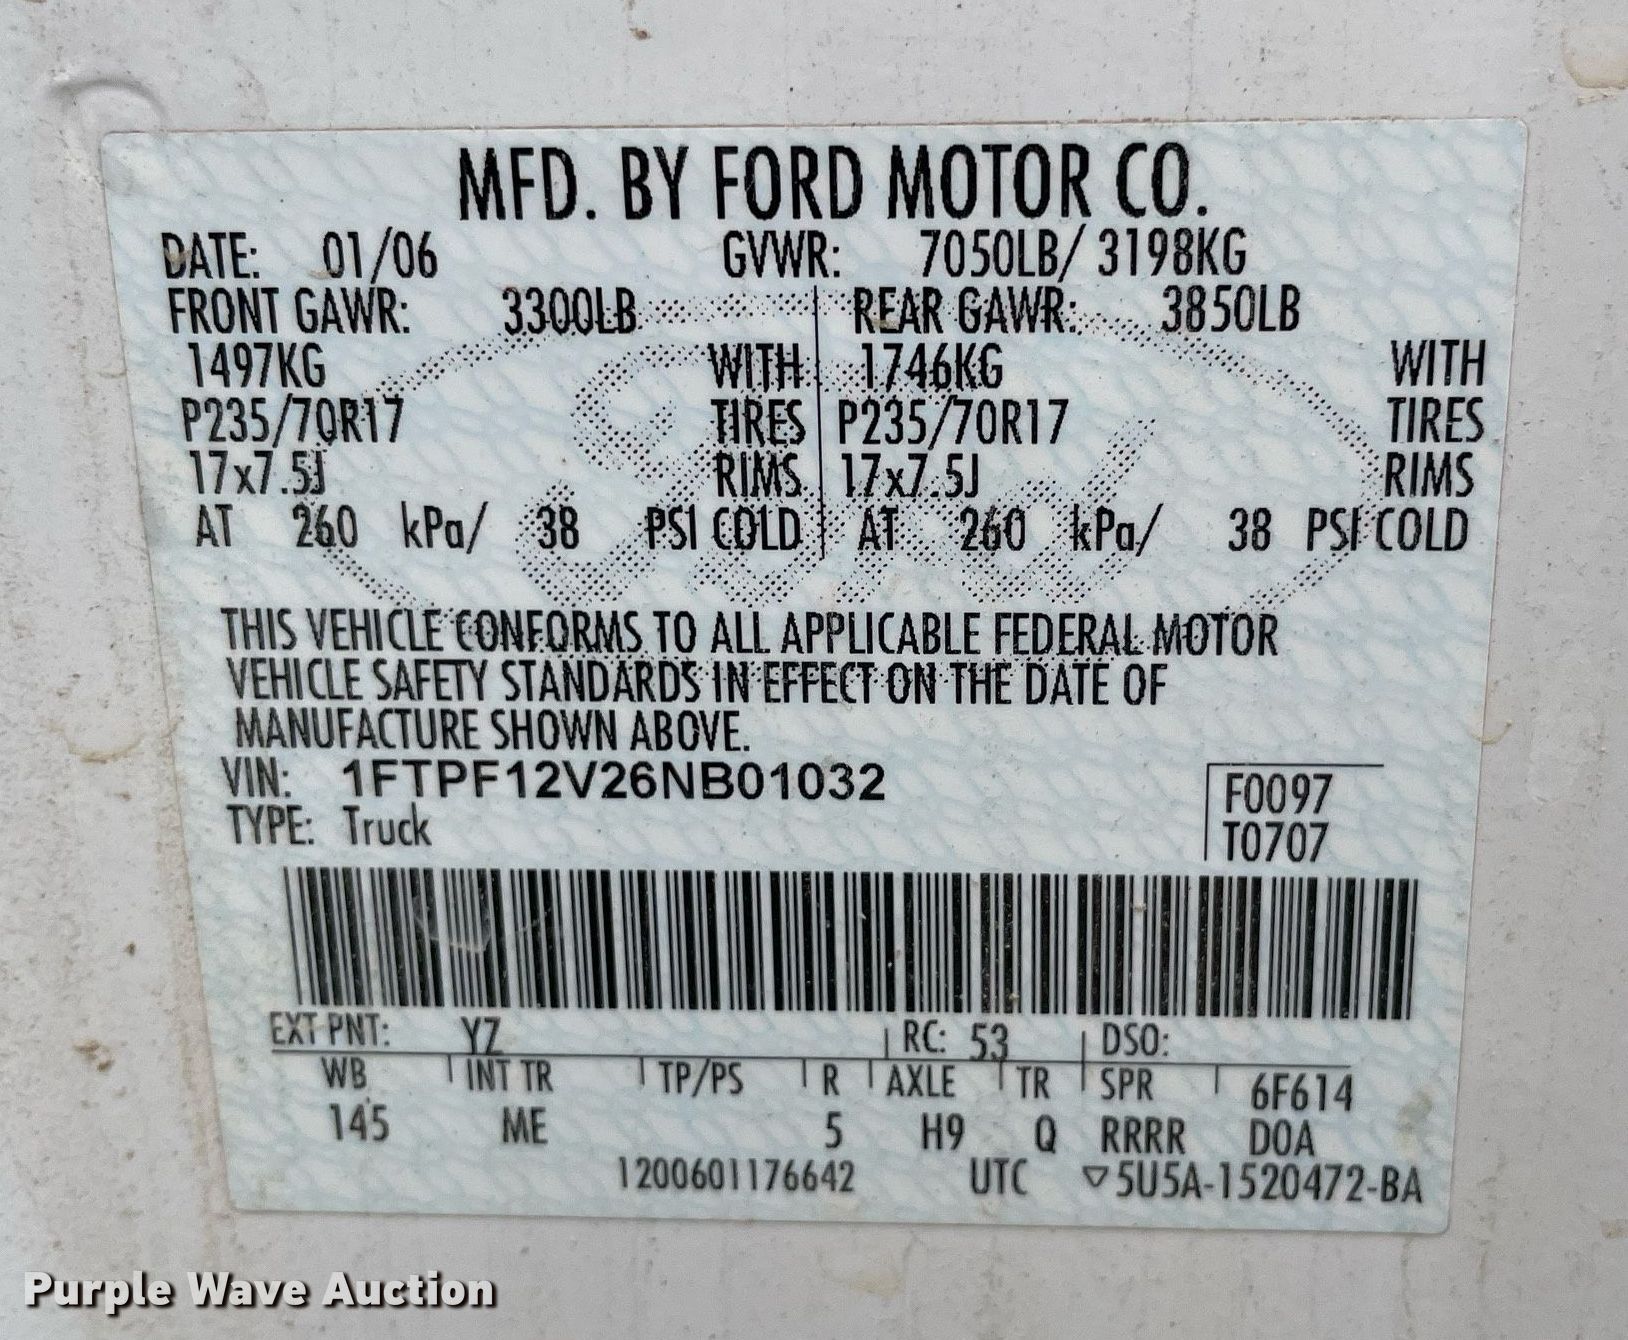 MFD. BY FORD MOTOR CO.
DATE: 01/06 GVWR: 7050LB/ 3198KG
FRONT GAWR: 3300LB REAR GAWR: 3850LB
1497KG WITH 1746KG WITH
P235/70R17 TIRES P235/70R17 TIRES
17x7.5J RIMS 17x7.5J RIMS
AT 260 kPa/ 38 PSI COLD AT 260 kPa/ 38 PSI COLD
THIS VEHICLE CONFORMS TO ALL APPLICABLE FEDERAL MOTOR
VEHICLE SAFETY STANDARDS IN EFFECT ON THE DATE OF
MANUFACTURE SHOWN ABOVE.
VIN: 1FTPF12V26NB01032 F0097
TYPE: Truck T0707
EXT PNT: YZ RC: 53 DSO:
WB INT TR TP/PS R AXLE TR SPR 6F614
145 ME 5 H9 Q RRRR DOA
1200601176642 UTC ▽5U5A-1520472-BA
Purple Wave Auction